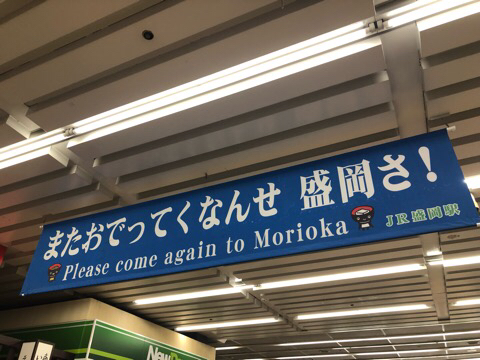 またおでってくなんせ 盛岡さ!
Please come again to Morioka
JR盛岡駅
New